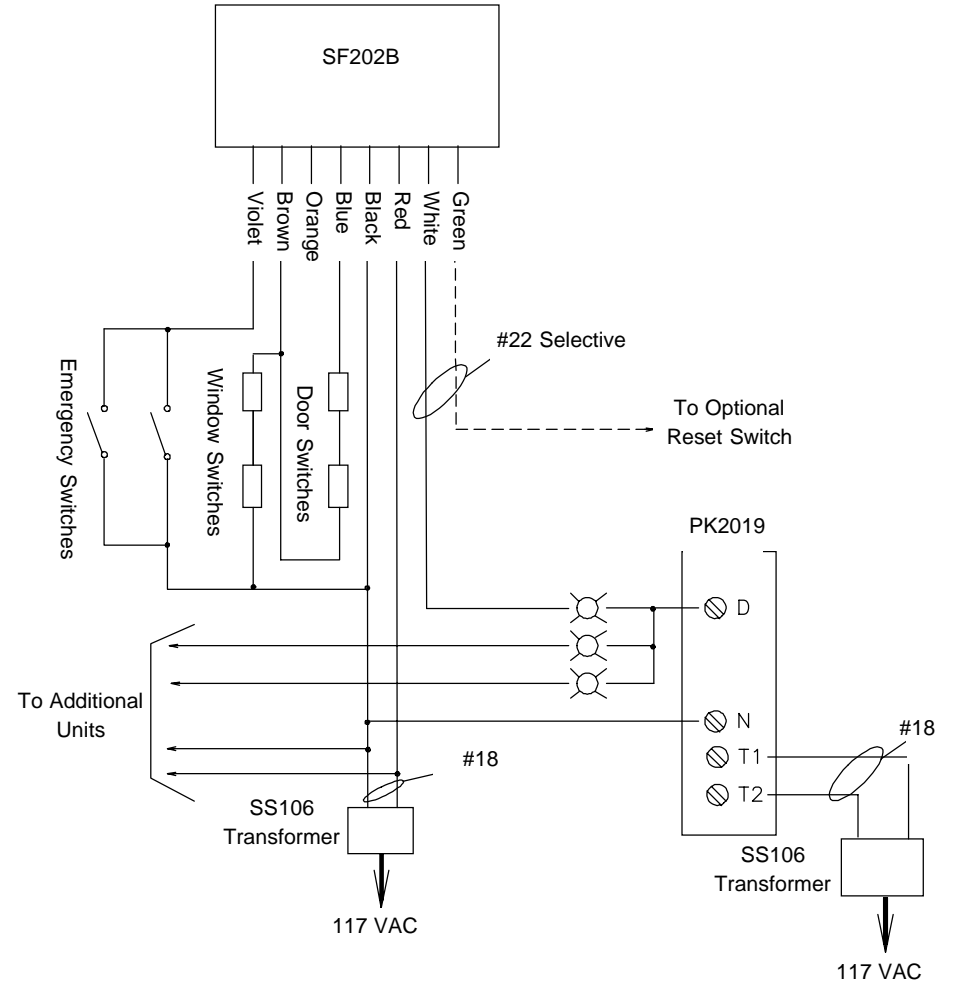 SF202B
Violet
Brown
Orange
Blue
Black
Red
White
Green
#22 Selective
Emergency Switches
Window Switches
Door Switches
To Optional
Reset Switch
PK2019
D
To Additional
Units
N
#18
T1
#18
T2
SS106
Transformer
SS106
Transformer
117 VAC
117 VAC